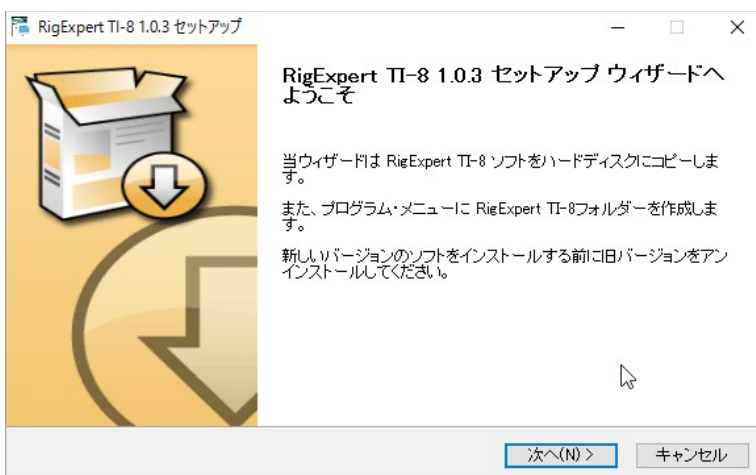 RigExpert TI-8 1.0.3 セットアップ
RigExpert TI-8 1.0.3 セットアップ ウィザードへ
ようこそ
当ウィザードは RigExpert TI-8 ソフトをハードディスクにコピーしま
す。
また、プログラム・メニューに RigExpert TI-8フォルダーを作成しま
す。
新しいバージョンのソフトをインストールする前に旧バージョンをアン
インストールしてください。
次へ(N) >
キャンセル